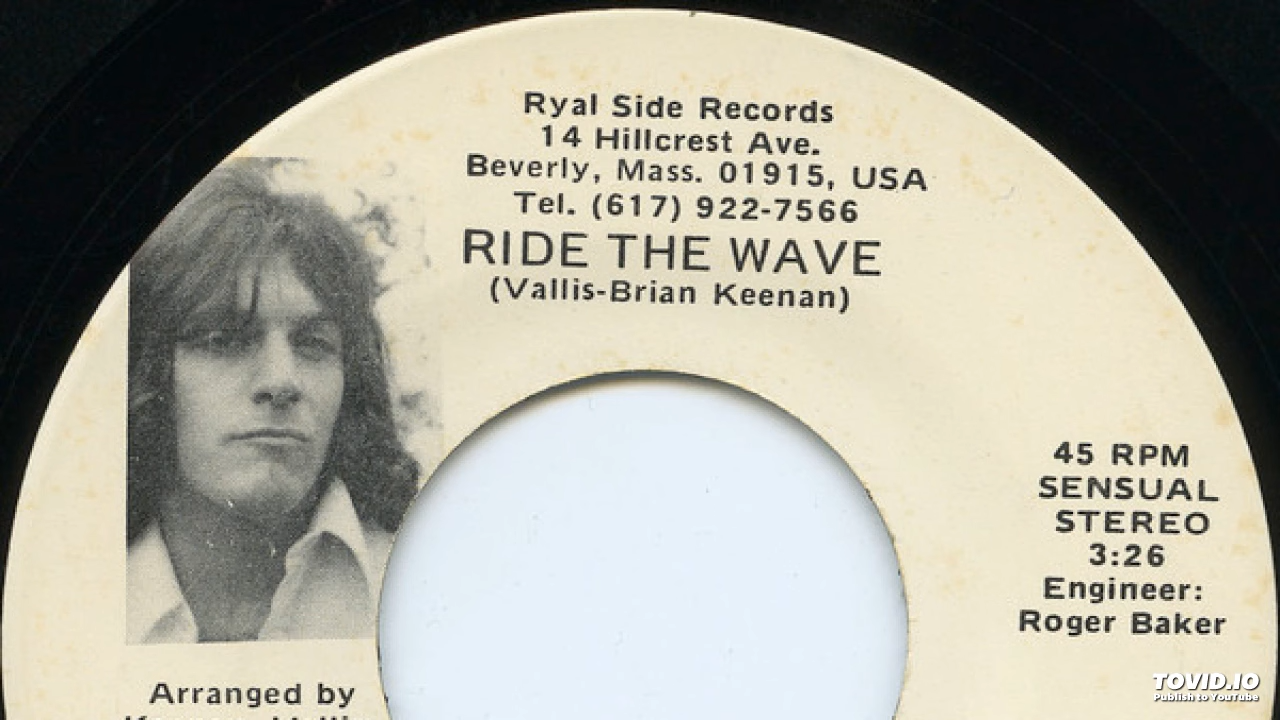 Ryal Side Records
14 Hillcrest Ave.
Beverly, Mass. 01915, USA
Tel. (617) 922-7566
RIDE THE WAVE
(Vallis-Brian Keenan)
45 RPM
SENSUAL
STEREO
3:26
Engineer:
Roger Baker
Arranged by
TOVID.IO
Publish to YouTube